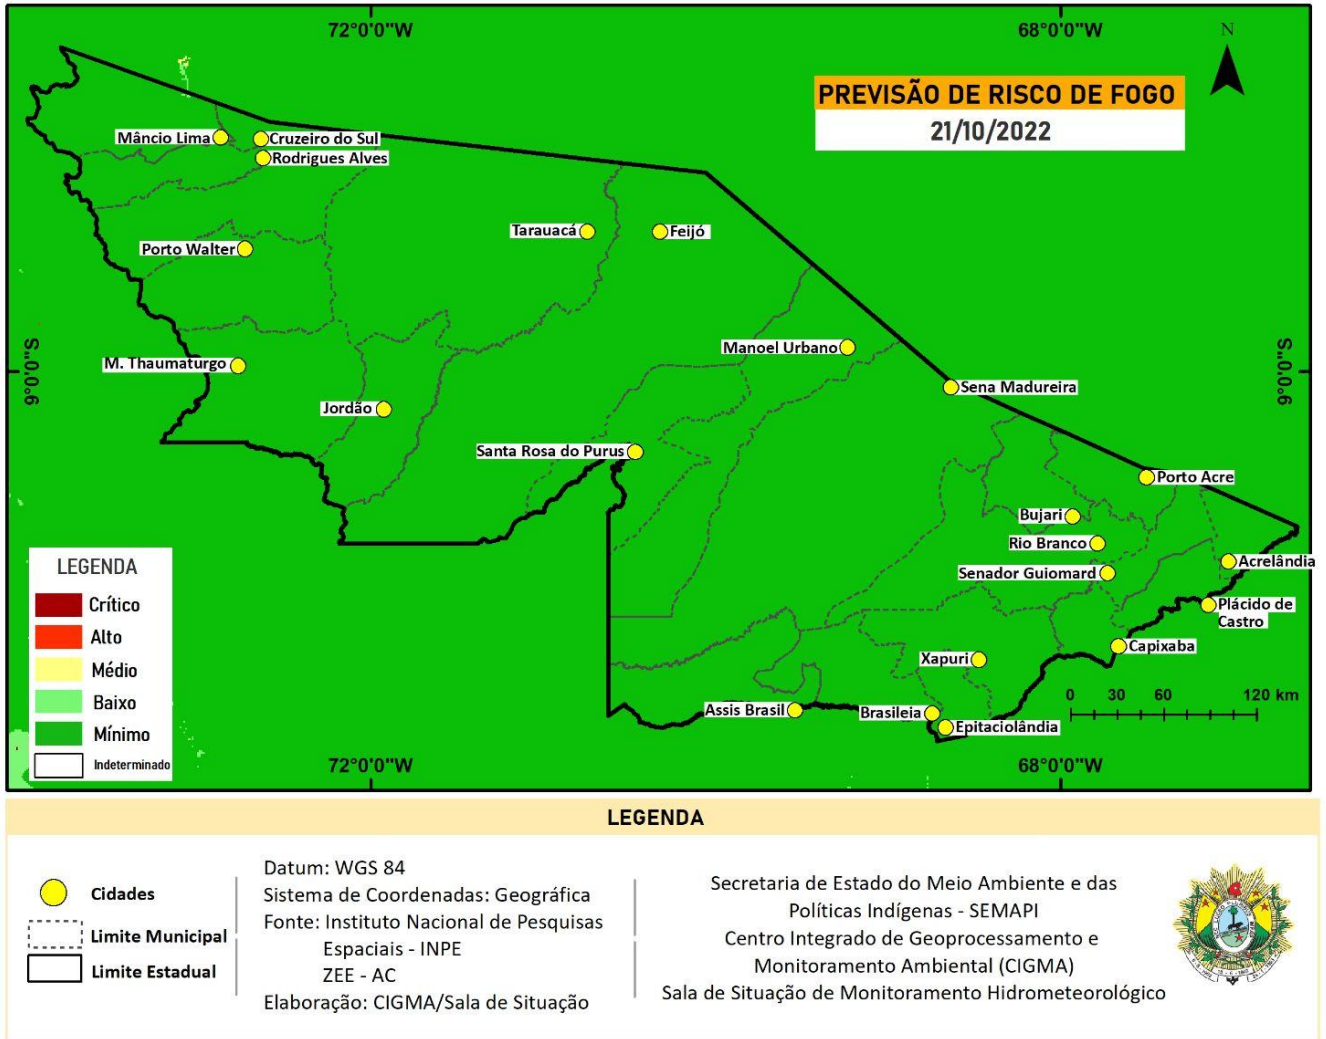 72°0'0"W
68°0'0"W
N
PREVISÃO DE RISCO DE FOGO
21/10/2022
Mâncio Lima
Cruzeiro do Sul
Rodrigues Alves
Tarauacá
Feijó
Porto Walter
Manoel Urbano
9°0'0"S
9°0'0"S
M. Thaumaturgo
Sena Madureira
Jordão
Santa Rosa do Purus
Porto Acre
Bujari
Rio Branco
Acrelândia
Senador Guiomard
Plácido de
Castro
Capixaba
Xapuri
Assis Brasil
Brasileia
Epitaciolândia
0 30 60 120 km
LEGENDA
Crítico
Alto
Médio
Baixo
Mínimo
Indeterminado
72°0'0"W
68°0'0"W
LEGENDA
Cidades
Limite Municipal
Limite Estadual
Datum: WGS 84
Sistema de Coordenadas: Geográfica
Fonte: Instituto Nacional de Pesquisas
Espaciais - INPE
ZEE - AC
Elaboração: CIGMA/Sala de Situação
Secretaria de Estado do Meio Ambiente e das
Políticas Indígenas - SEMAPI
Centro Integrado de Geoprocessamento e
Monitoramento Ambiental (CIGMA)
Sala de Situação de Monitoramento Hidrometeorológico